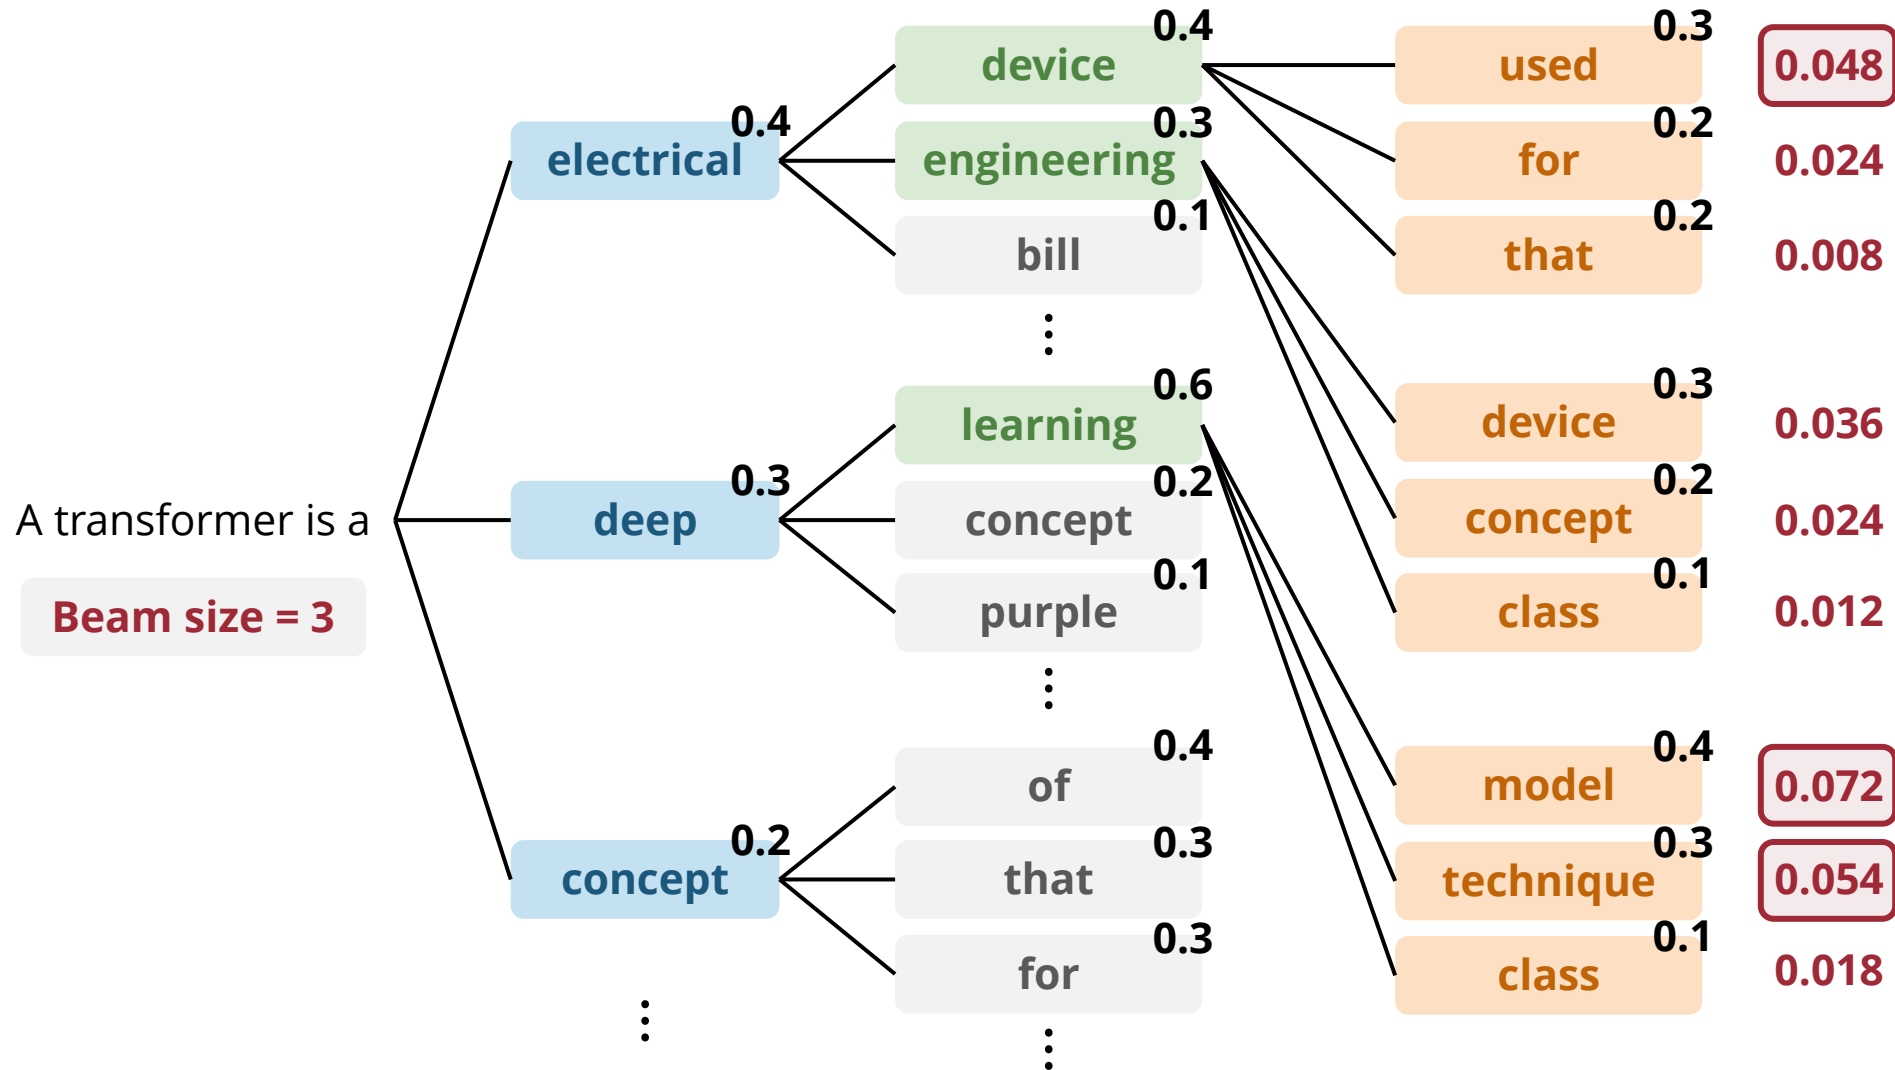 A transformer is a
Beam size = 3
0.4
electrical
0.3
deep
0.2
concept
0.4
device
0.3
engineering
0.1
bill
0.6
learning
0.2
concept
0.1
purple
0.4
of
0.3
that
0.3
for
0.3
used
0.048
0.2
for
0.024
0.2
that
0.008
0.3
device
0.036
0.2
concept
0.024
0.1
class
0.012
0.4
model
0.072
0.3
technique
0.054
0.1
class
0.018